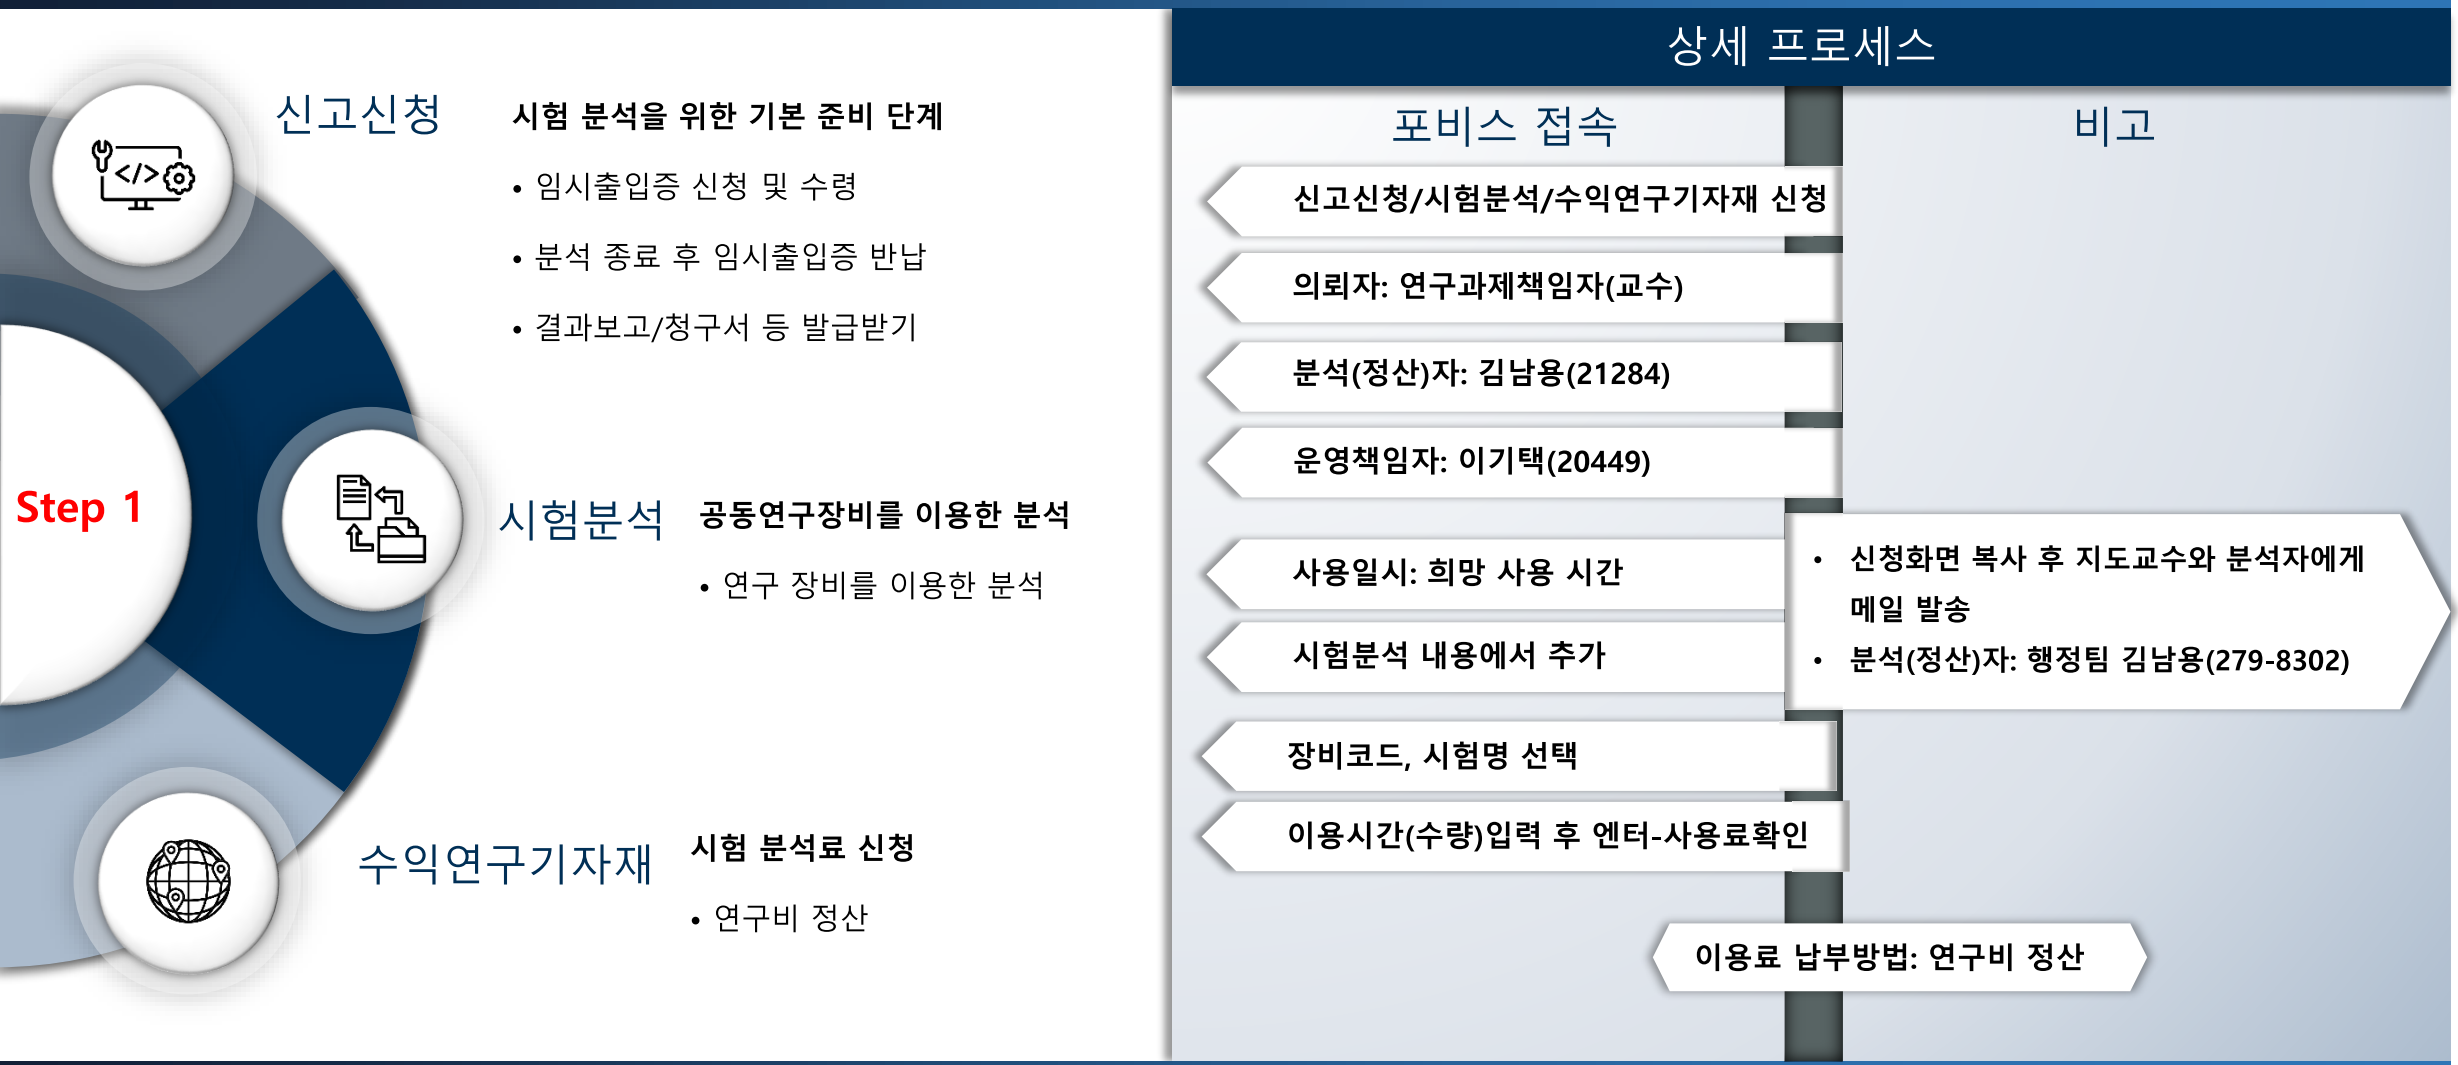 Step 1
신고신청
시험 분석을 위한 기본 준비 단계
• 임시출입증 신청 및 수령
• 분석 종료 후 임시출입증 반납
• 결과보고/청구서 등 발급받기
시험분석
공동연구장비를 이용한 분석
• 연구 장비를 이용한 분석
수익연구기자재
시험 분석료 신청
• 연구비 정산
상세 프로세스
포비스 접속
신고신청/시험분석/수익연구기자재 신청
의뢰자: 연구과제책임자(교수)
분석(정산)자: 김남용(21284)
운영책임자: 이기택(20449)
사용일시: 희망 사용 시간
시험분석 내용에서 추가
장비코드, 시험명 선택
이용시간(수량)입력 후 엔터-사용료확인
비고
• 신청화면 복사 후 지도교수와 분석자에게
메일 발송
• 분석(정산)자: 행정팀 김남용(279-8302)
이용료 납부방법: 연구비 정산